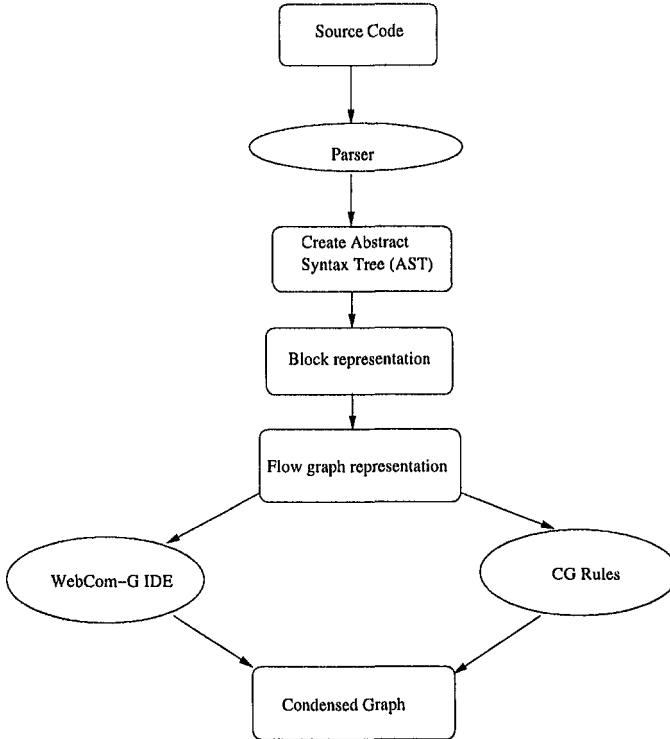 Source Code
Parser
Create Abstract
Syntax Tree (AST)
Block representation
Flow graph representation
WebCom-G IDE
CG Rules
Condensed Graph